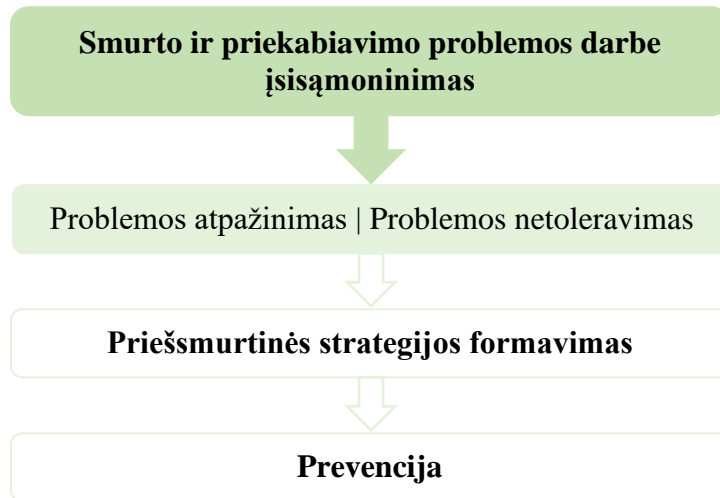 Smurto ir priekabiavimo problemos darbe
įsisąmoninimas
Problemos atpažinimas | Problemos netoleravimas
Priešsmurtinės strategijos formavimas
Prevencija